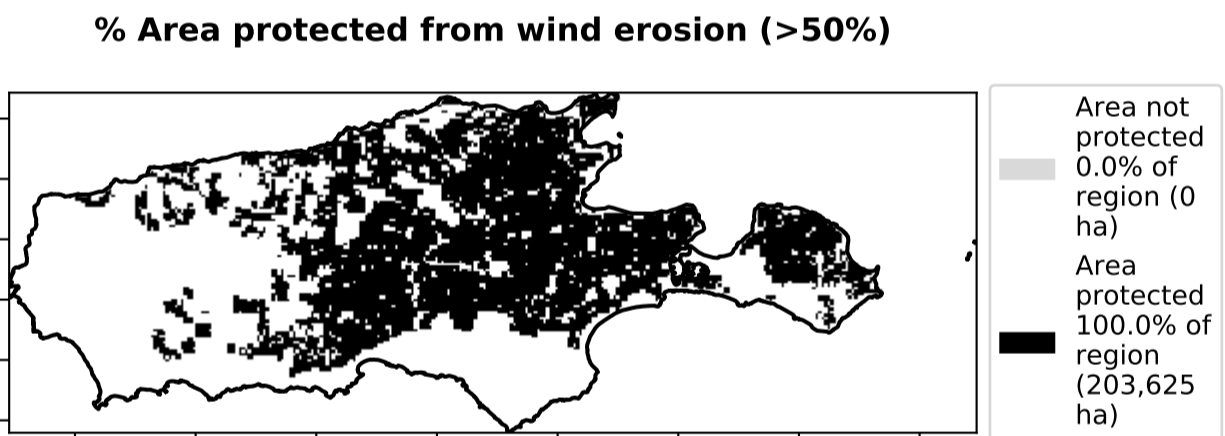 % Area protected from wind erosion (>50%)
Area not
protected
0.0% of
region (0
ha)
Area
protected
100.0% of
region
(203,625
ha)